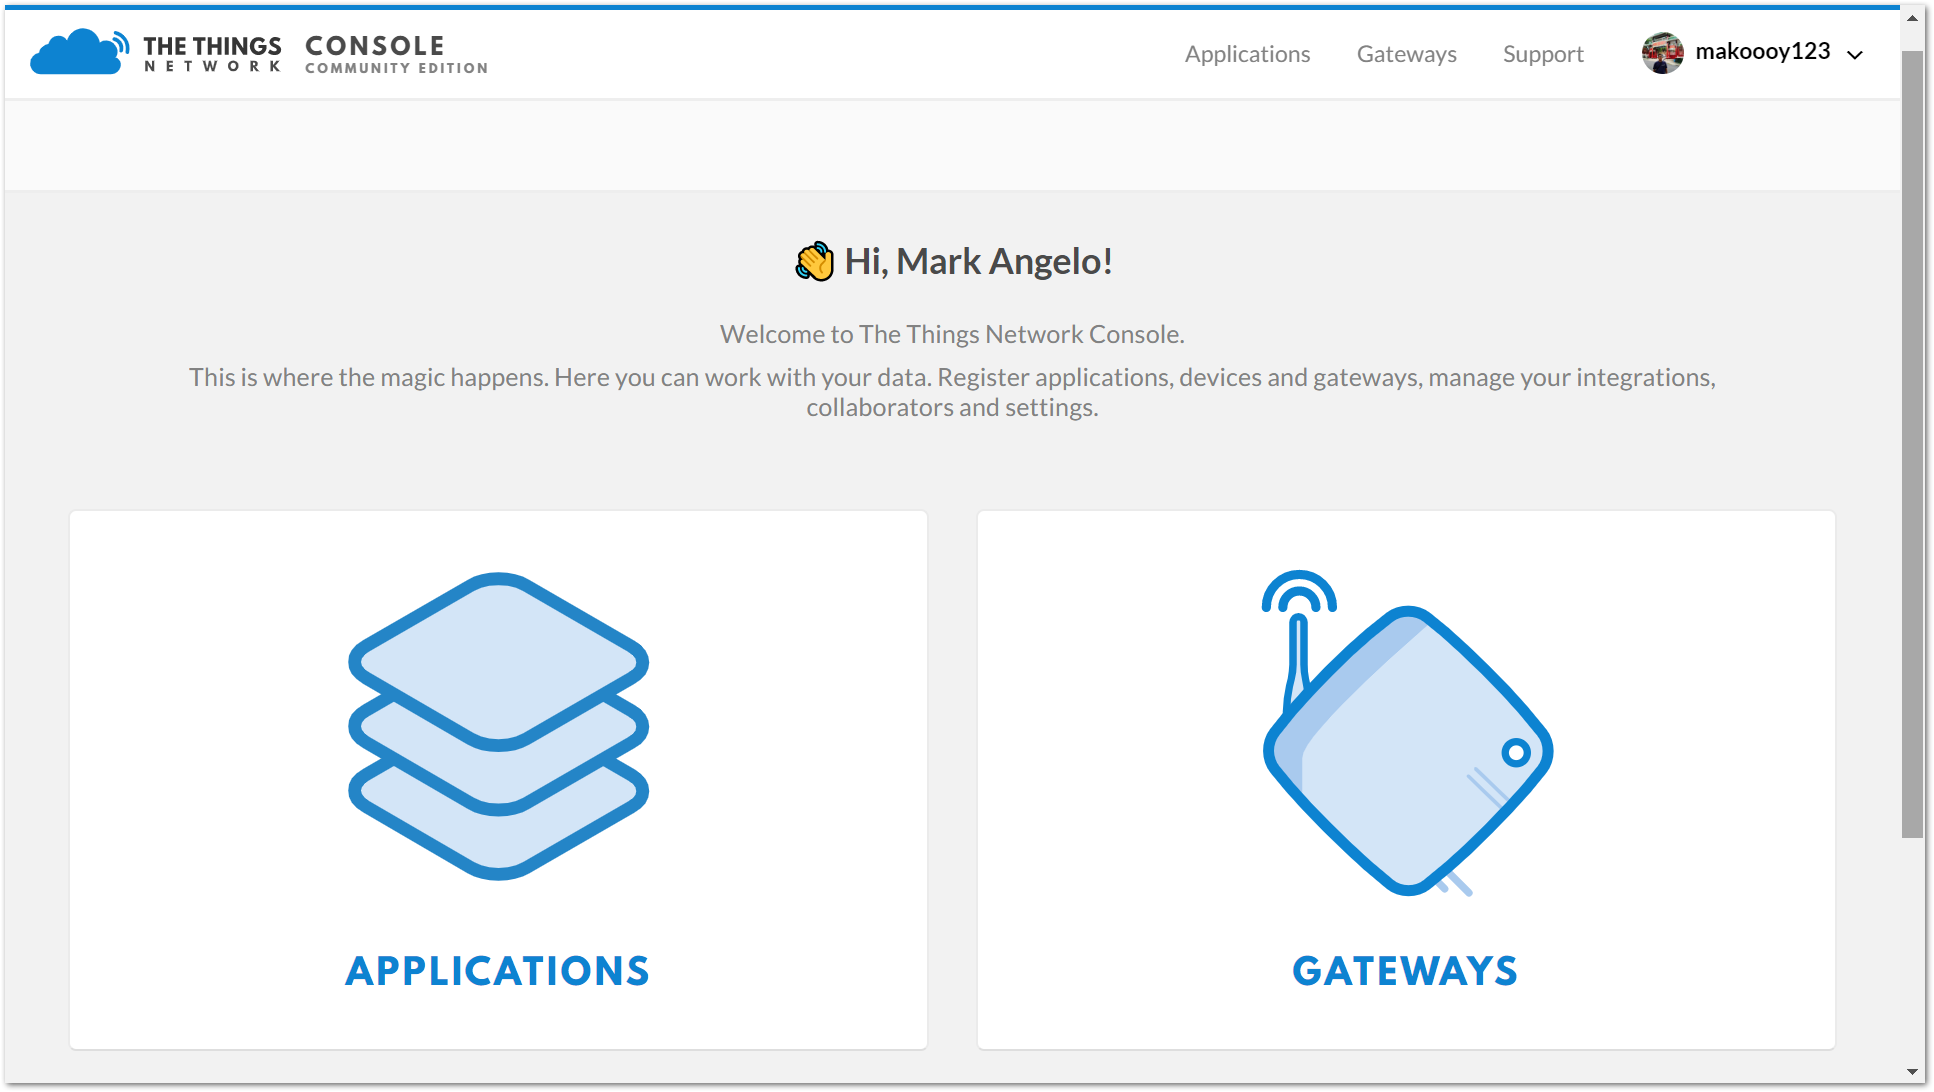 THE THINGS
NETWORK
CONSOLE
COMMUNITY EDITION
Applications
Gateways
Support
makoooy123
👋 Hi, Mark Angelo!
Welcome to The Things Network Console.
This is where the magic happens. Here you can work with your data. Register applications, devices and gateways, manage your integrations,
collaborators and settings.
APPLICATIONS
GATEWAYS